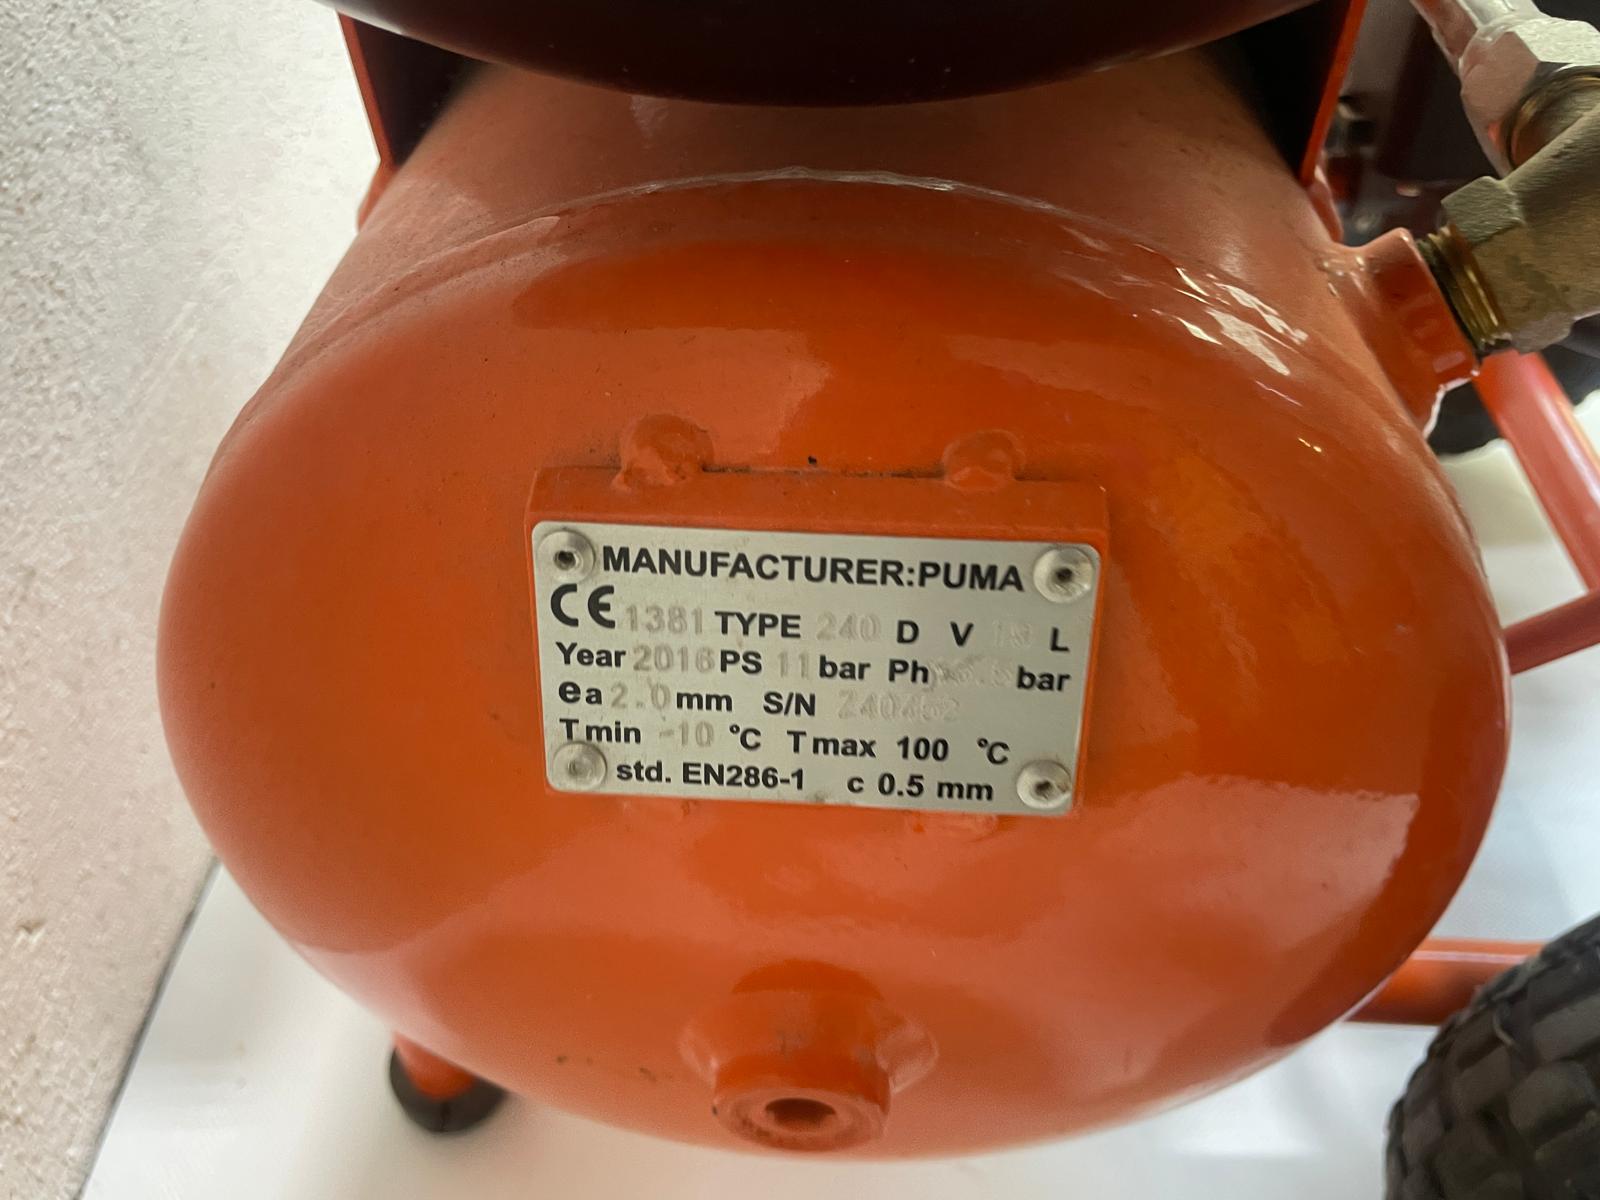 MANUFACTURER:PUMA
CE 1381 TYPE 240 D V L
Year 2016 PS 11 bar Ph bar
ea 2.0 mm S/N
Tmin -10 °C Tmax 100 °C
std. EN286-1 c 0.5 mm